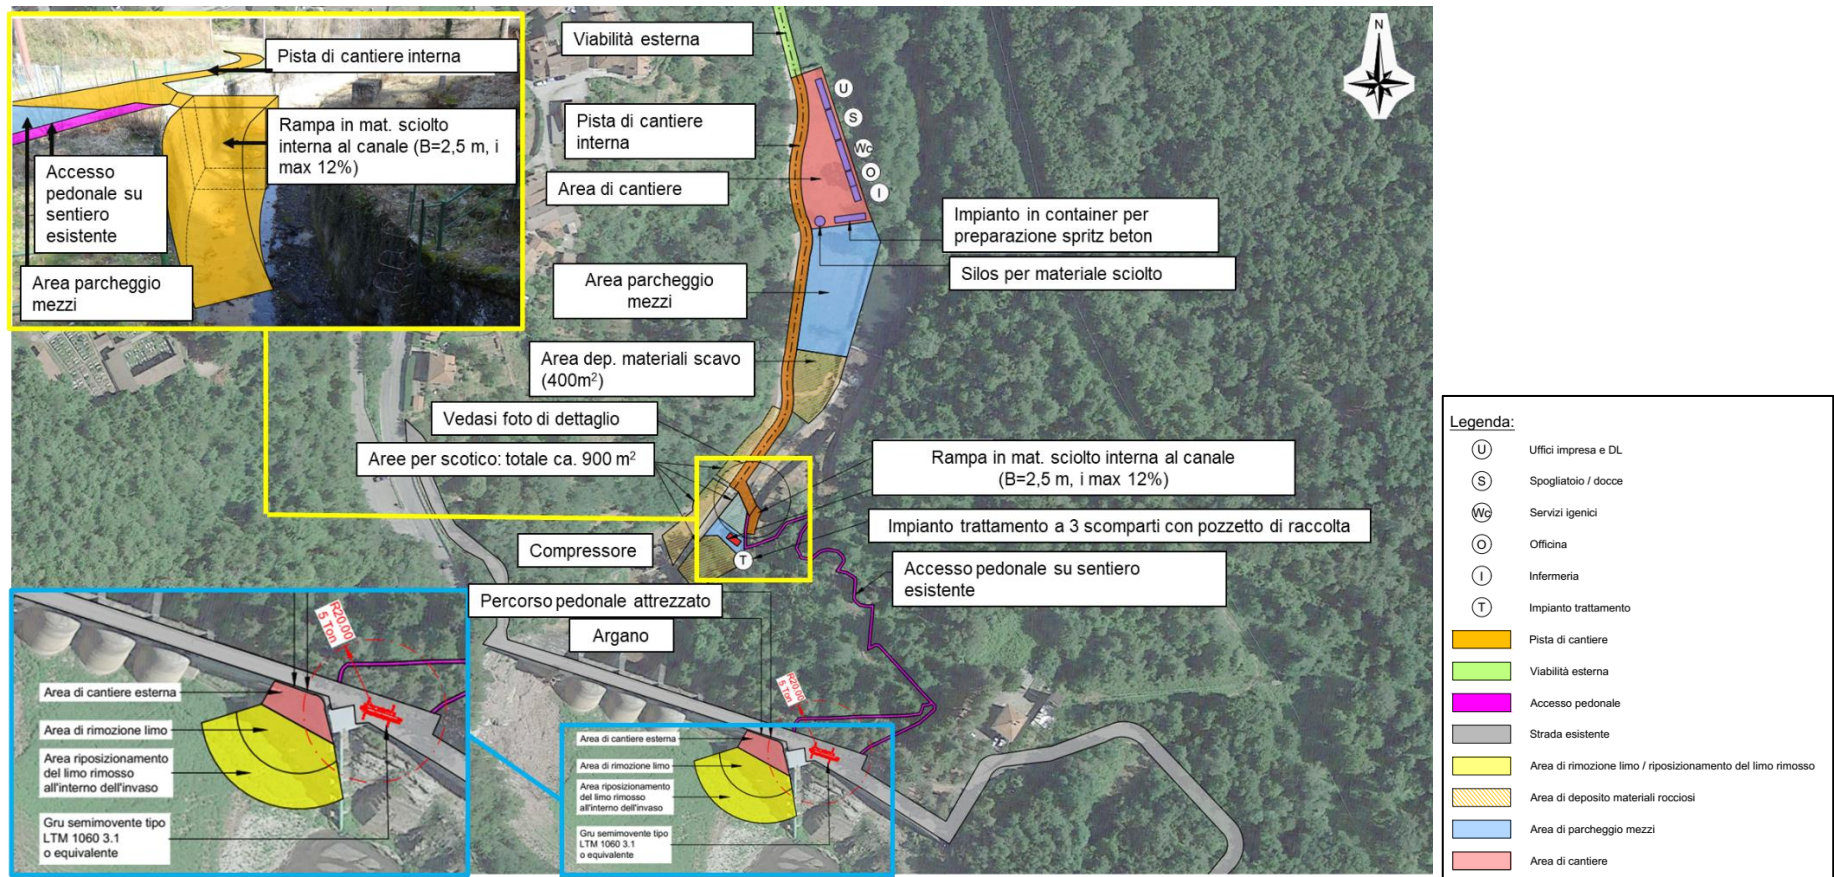 Pista di cantiere interna
Rampa in mat. sciolto
interna al canale (B=2,5 m, i
max 12%)
Accesso
pedonale su
sentiero
esistente
Area parcheggio
mezzi
Viabilità esterna
Pista di cantiere
interna
Area di cantiere
Area parcheggio
mezzi
Area dep. materiali scavo
(400m²)
Vedasi foto di dettaglio
Aree per scotico: totale ca. 900 m²
Compressore
U
S
Wc
O
I
N
Impianto in container per
preparazione spritz beton
Silos per materiale sciolto
Rampa in mat. sciolto interna al canale
(B=2,5 m, i max 12%)
Impianto trattamento a 3 scomparti con pozzetto di raccolta
T
Accesso pedonale su sentiero
esistente
Percorso pedonale attrezzato
Argano
R20.00
5 Ton
Area di cantiere esterna
Area di rimozione limo
Area riposizionamento
del limo rimosso
all'interno dell'invaso
Gru semimovente tipo
LTM 1060 3.1
o equivalente
R20.00
5 Ton
Area di cantiere esterna
Area di rimozione limo
Area riposizionamento
del limo rimosso
all'interno dell'invaso
Gru semimovente tipo
LTM 1060 3.1
o equivalente
Legenda:
U Uffici impresa e DL
S Spogliatoio / docce
Wc Servizi igenici
O Officina
I Infermeria
T Impianto trattamento
Pista di cantiere
Viabilità esterna
Accesso pedonale
Strada esistente
Area di rimozione limo / riposizionamento del limo rimosso
Area di deposito materiali rocciosi
Area di parcheggio mezzi
Area di cantiere